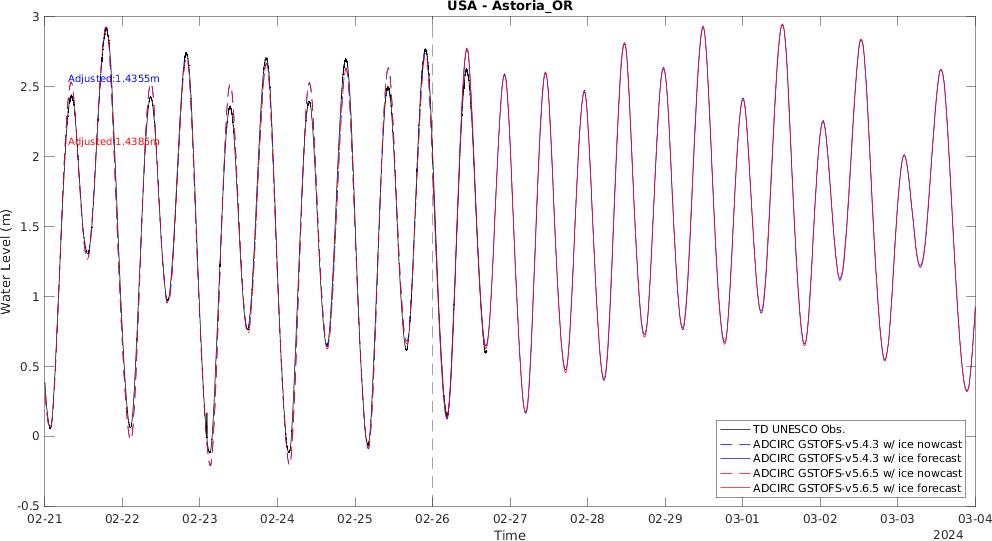 USA - Astoria_OR
3
2.5
2
1.5
1
0.5
0
-0.5
Water Level (m)
Adjusted:1.4355m
Adjusted:1.4385m
TD UNESCO Obs.
ADCIRC GSTOFS-v5.4.3 w/ ice nowcast
ADCIRC GSTOFS-v5.4.3 w/ ice forecast
ADCIRC GSTOFS-v5.6.5 w/ ice nowcast
ADCIRC GSTOFS-v5.6.5 w/ ice forecast
02-21 02-22 02-23 02-24 02-25 02-26 02-27 02-28 02-29 03-01 03-02 03-03 03-04
Time
2024